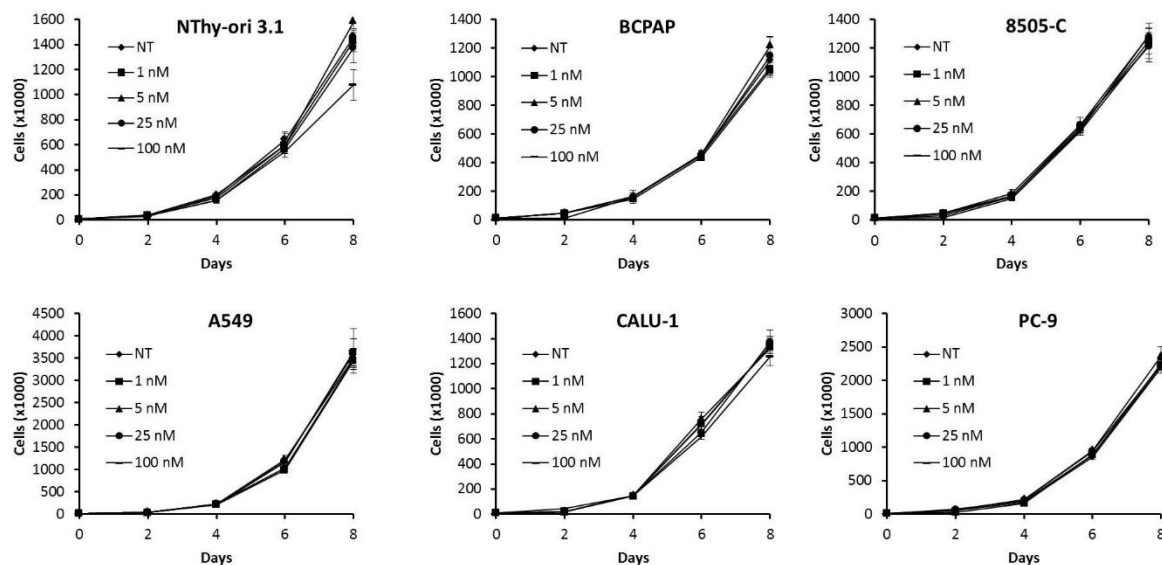 NThy-ori 3.1
Cells (x1000)
1600
1400
1200
1000
800
600
400
200
0
NT
1 nM
5 nM
25 nM
100 nM
0 2 4 6 8
Days
BCPAP
Cells (x1000)
1400
1200
1000
800
600
400
200
0
NT
1 nM
5 nM
25 nM
100 nM
0 2 4 6 8
Days
8505-C
Cells (x1000)
1400
1200
1000
800
600
400
200
0
NT
1 nM
5 nM
25 nM
100 nM
0 2 4 6 8
Days
A549
Cells (x1000)
4500
4000
3500
3000
2500
2000
1500
1000
500
0
NT
1 nM
5 nM
25 nM
100 nM
0 2 4 6 8
Days
CALU-1
Cells (x1000)
1600
1400
1200
1000
800
600
400
200
0
NT
1 nM
5 nM
25 nM
100 nM
0 2 4 6 8
Days
PC-9
Cells (x1000)
3000
2500
2000
1500
1000
500
0
NT
1 nM
5 nM
25 nM
100 nM
0 2 4 6 8
Days